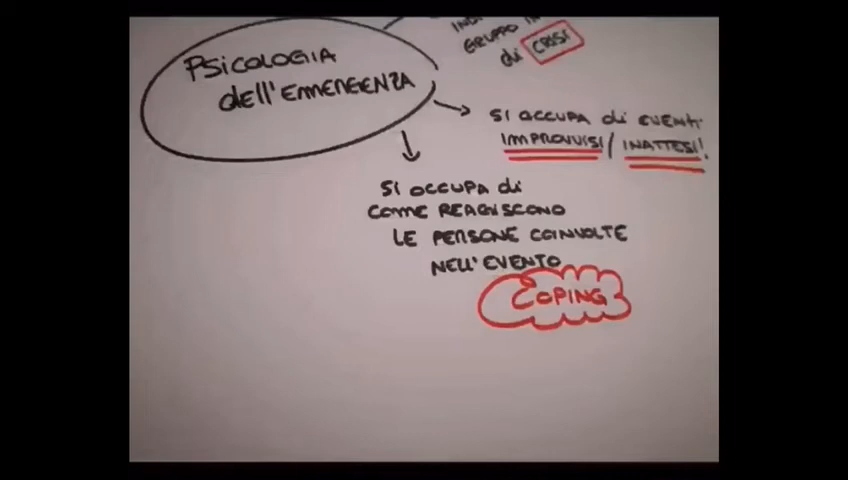 GRUPPO IN
di CRISI
PSICOLOGIA
dell'EMERGENZA
SI OCCUPA di EVENTI
IMPROVVISI/INATTESI!
SI OCCUPA di
COME REAGISCONO
LE PERSONE COINVOLTE
NELL'EVENTO
COPING